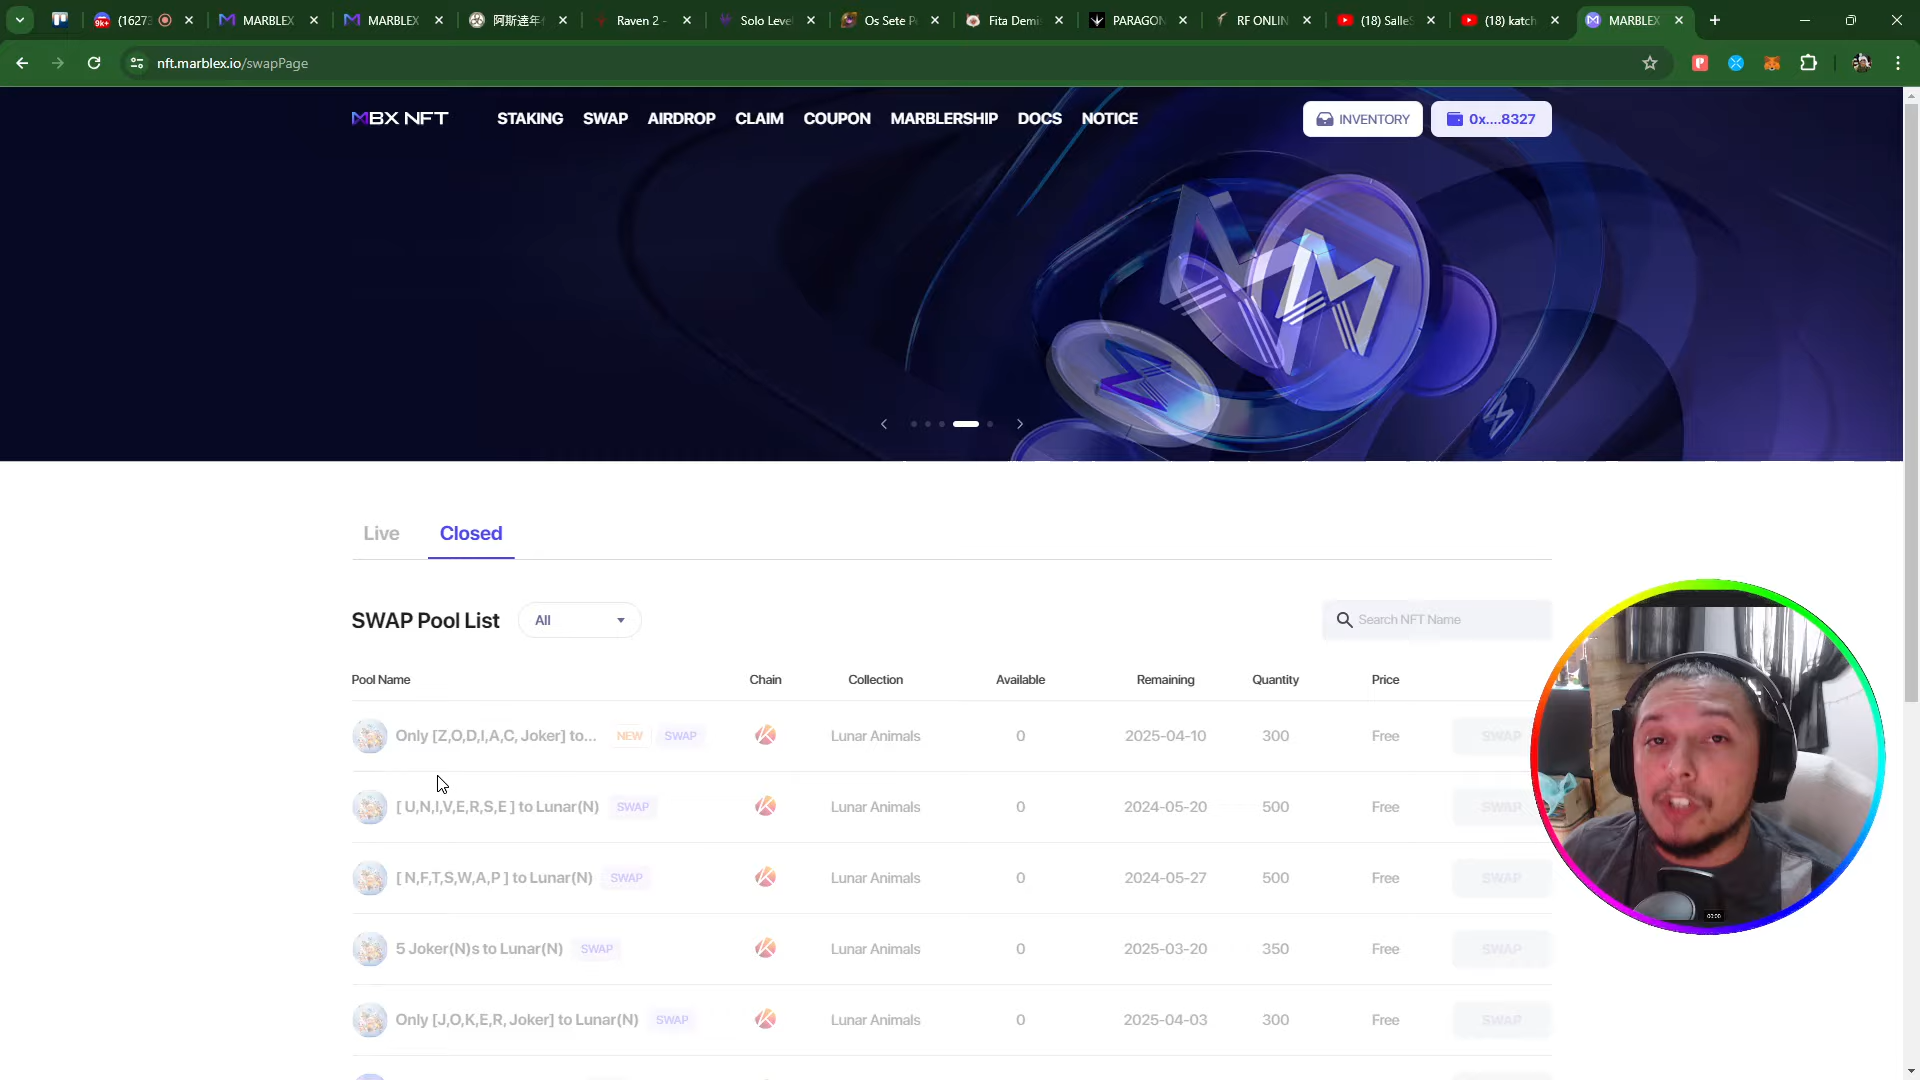 (1627
MARBLEX
MARBLEX
阿斯達年
Raven 2 -
Solo Leve
Os Sete P
Fita Demi
PARAGON
RF ONLIN
(18) SalleS
(18) katch
MARBLEX
nft.marblex.io/swapPage
MBX NFT
STAKING
SWAP
AIRDROP
CLAIM
COUPON
MARBLERSHIP
DOCS
NOTICE
INVENTORY
0x....8327
Live
Closed
SWAP Pool List
All
Search NFT Name
Pool Name Chain Collection Available Remaining Quantity Price
Only [Z,O,D,I,A,C, Joker] to... NEW SWAP Lunar Animals 0 2025-04-10 300 Free SWAP
[ U,N,I,V,E,R,S,E ] to Lunar(N) SWAP Lunar Animals 0 2024-05-20 500 Free SWAP
[ N,F,T,S,W,A,P ] to Lunar(N) SWAP Lunar Animals 0 2024-05-27 500 Free SWAP
5 Joker(N)s to Lunar(N) SWAP Lunar Animals 0 2025-03-20 350 Free SWAP
Only [J,O,K,E,R, Joker] to Lunar(N) SWAP Lunar Animals 0 2025-04-03 300 Free SWAP
00:00